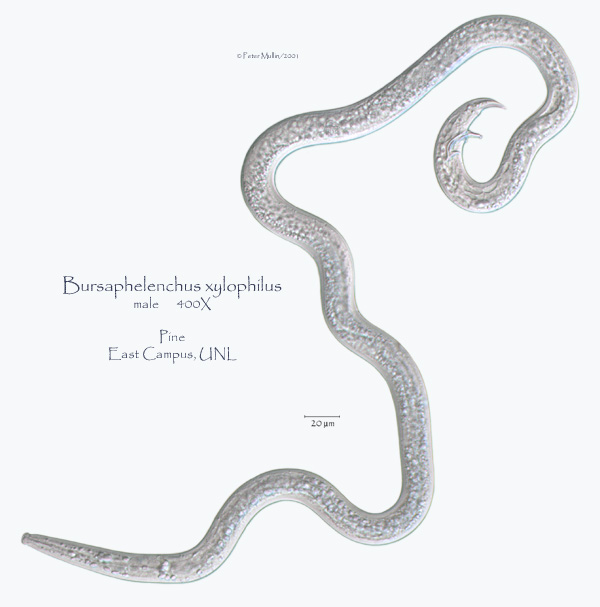 © Peter Mullin/2001
Bursaphelenchus xylophilus
male 400X
Pine
East Campus, UNL
20 µm